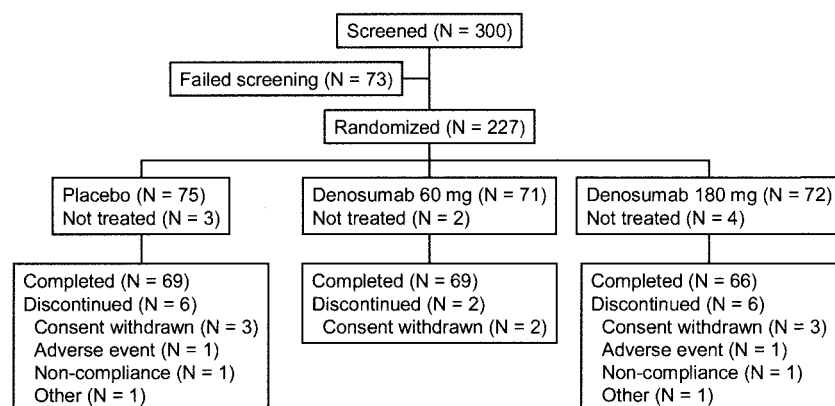 Screened (N = 300)
Failed screening (N = 73)
Randomized (N = 227)
Placebo (N = 75)
Not treated (N = 3)
Denosumab 60 mg (N = 71)
Not treated (N = 2)
Denosumab 180 mg (N = 72)
Not treated (N = 4)
Completed (N = 69)
Discontinued (N = 6)
Consent withdrawn (N = 3)
Adverse event (N = 1)
Non-compliance (N = 1)
Other (N = 1)
Completed (N = 69)
Discontinued (N = 2)
Consent withdrawn (N = 2)
Completed (N = 66)
Discontinued (N = 6)
Consent withdrawn (N = 3)
Adverse event (N = 1)
Non-compliance (N = 1)
Other (N = 1)